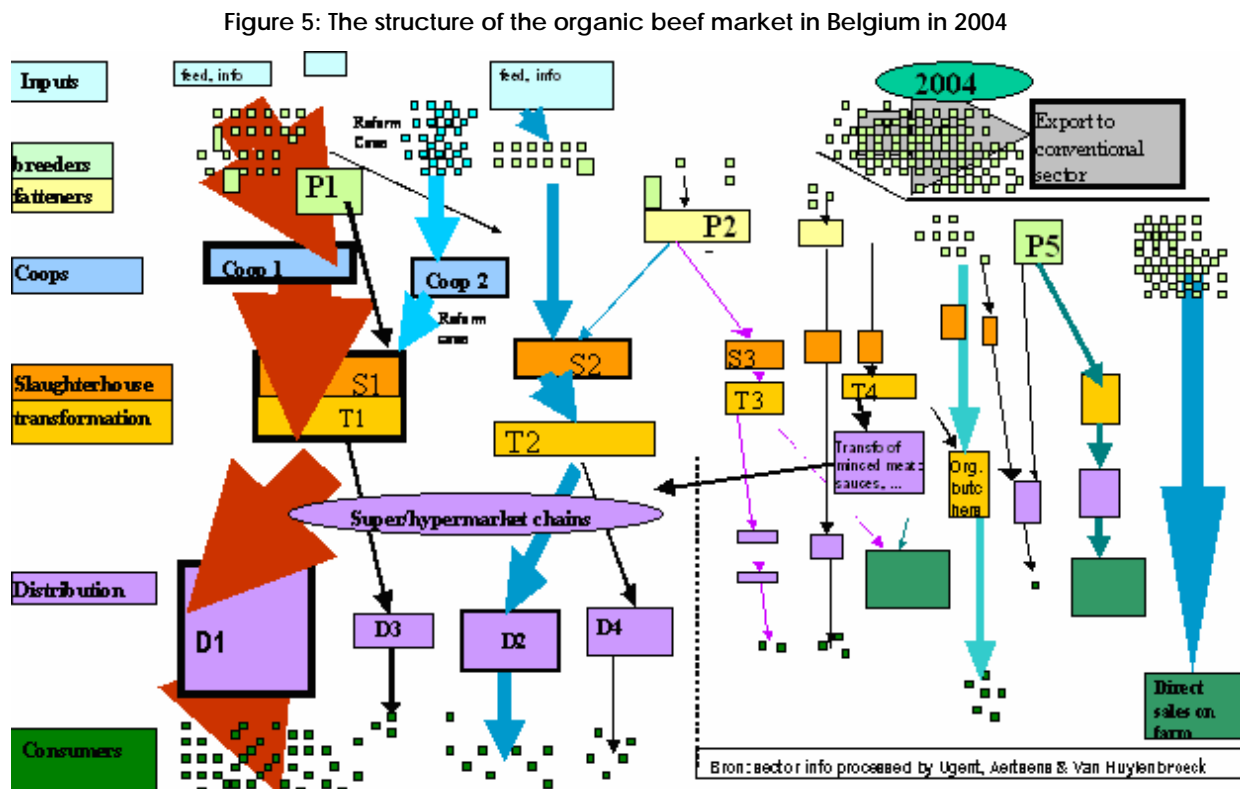 Figure 5: The structure of the organic beef market in Belgium in 2004
Inputs
feed, info
feed, info
2004
Reform
Cows
Export to
conventional
sector
breeders
fatteners
P1
P2
P5
Coops
Coop 1
Coop 2
Reform
cows
Slaughterhouse
transformation
S1
T1
S2
T2
S3
T3
T4
Transfo of
minced meat:
sauces, ...
Org.
butc
hers
Super/hypermarket chains
Distribution
D1
D3
D2
D4
Direct
sales on
farm
Consumers
Bron: sector info processed by Ugent, Aertsens & Van Huylenbroeck